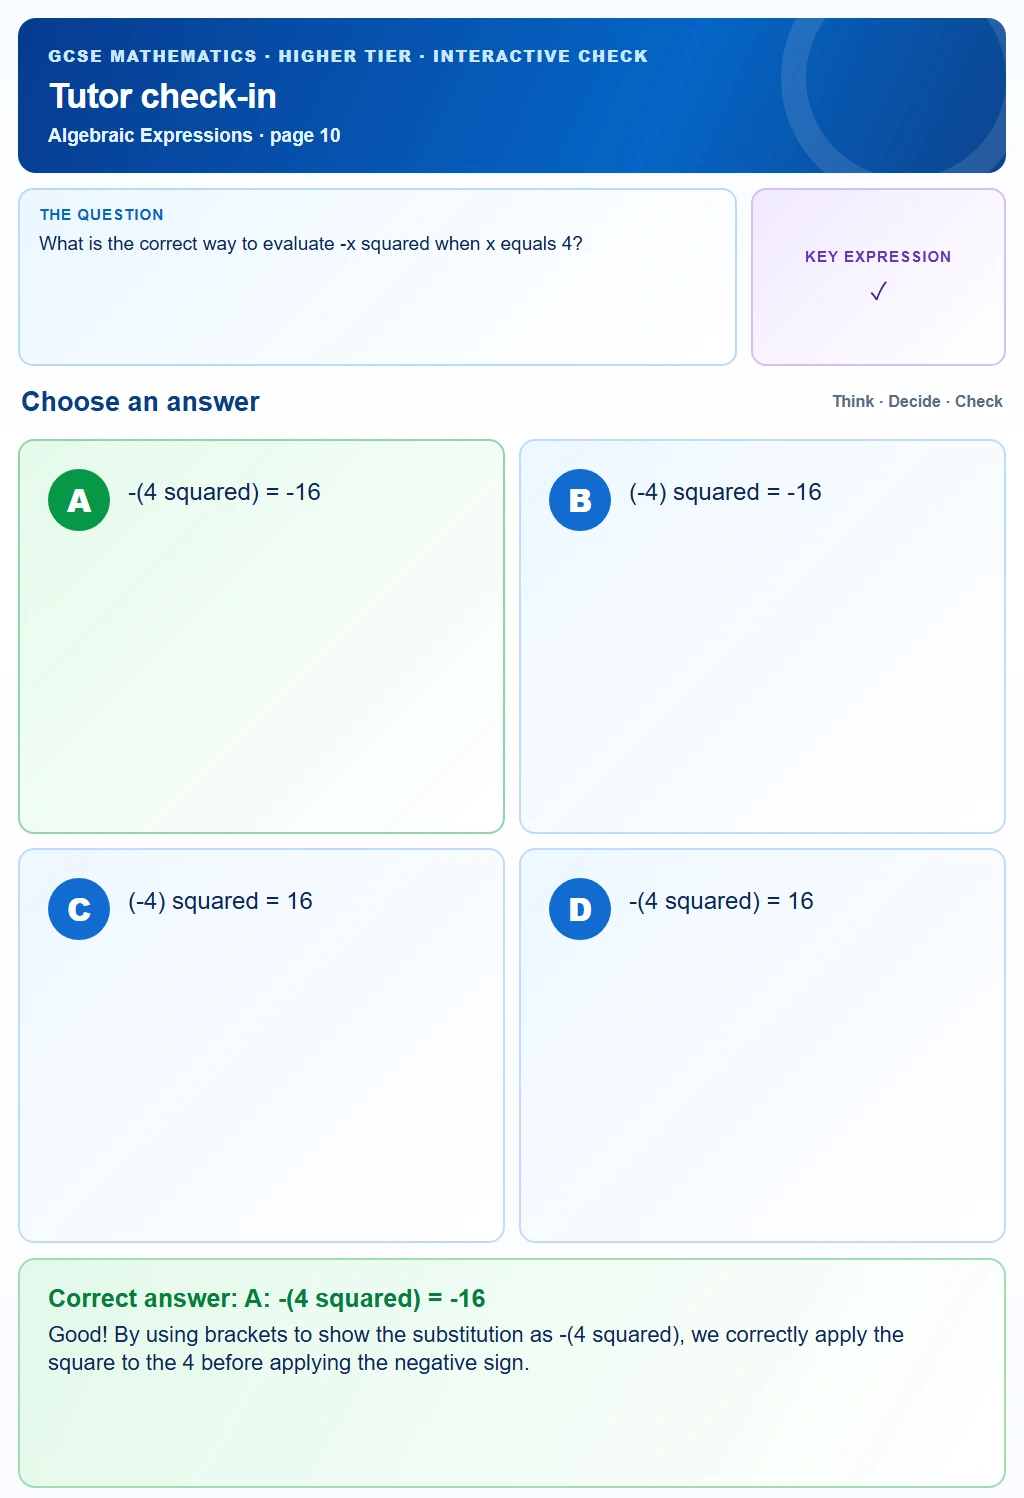 GCSE MATHEMATICS · HIGHER TIER · INTERACTIVE CHECK
Tutor check-in
Algebraic Expressions · page 10
THE QUESTION
What is the correct way to evaluate -x squared when x equals 4?
KEY EXPRESSION
✓
Choose an answer
Think · Decide · Check
A
-(4 squared) = -16
B
(-4) squared = -16
C
(-4) squared = 16
D
-(4 squared) = 16
Correct answer: A: -(4 squared) = -16
Good! By using brackets to show the substitution as -(4 squared), we correctly apply the
square to the 4 before applying the negative sign.